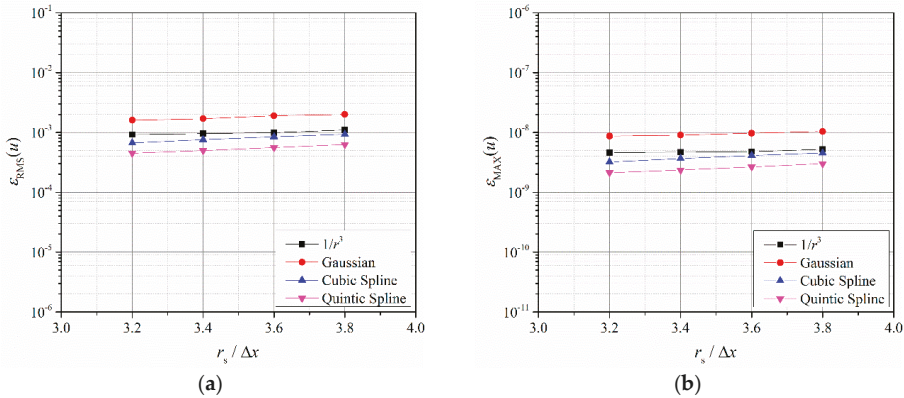 10⁻¹
10⁻²
10⁻³
10⁻⁴
10⁻⁵
10⁻⁶
ε_RMS(u)
3.0 3.2 3.4 3.6 3.8 4.0
r_s / Δx
1/r³
Gaussian
Cubic Spline
Quintic Spline
(a)
10⁻⁶
10⁻⁷
10⁻⁸
10⁻⁹
10⁻¹⁰
10⁻¹¹
ε_MAX(u)
3.0 3.2 3.4 3.6 3.8 4.0
r_s / Δx
1/r³
Gaussian
Cubic Spline
Quintic Spline
(b)